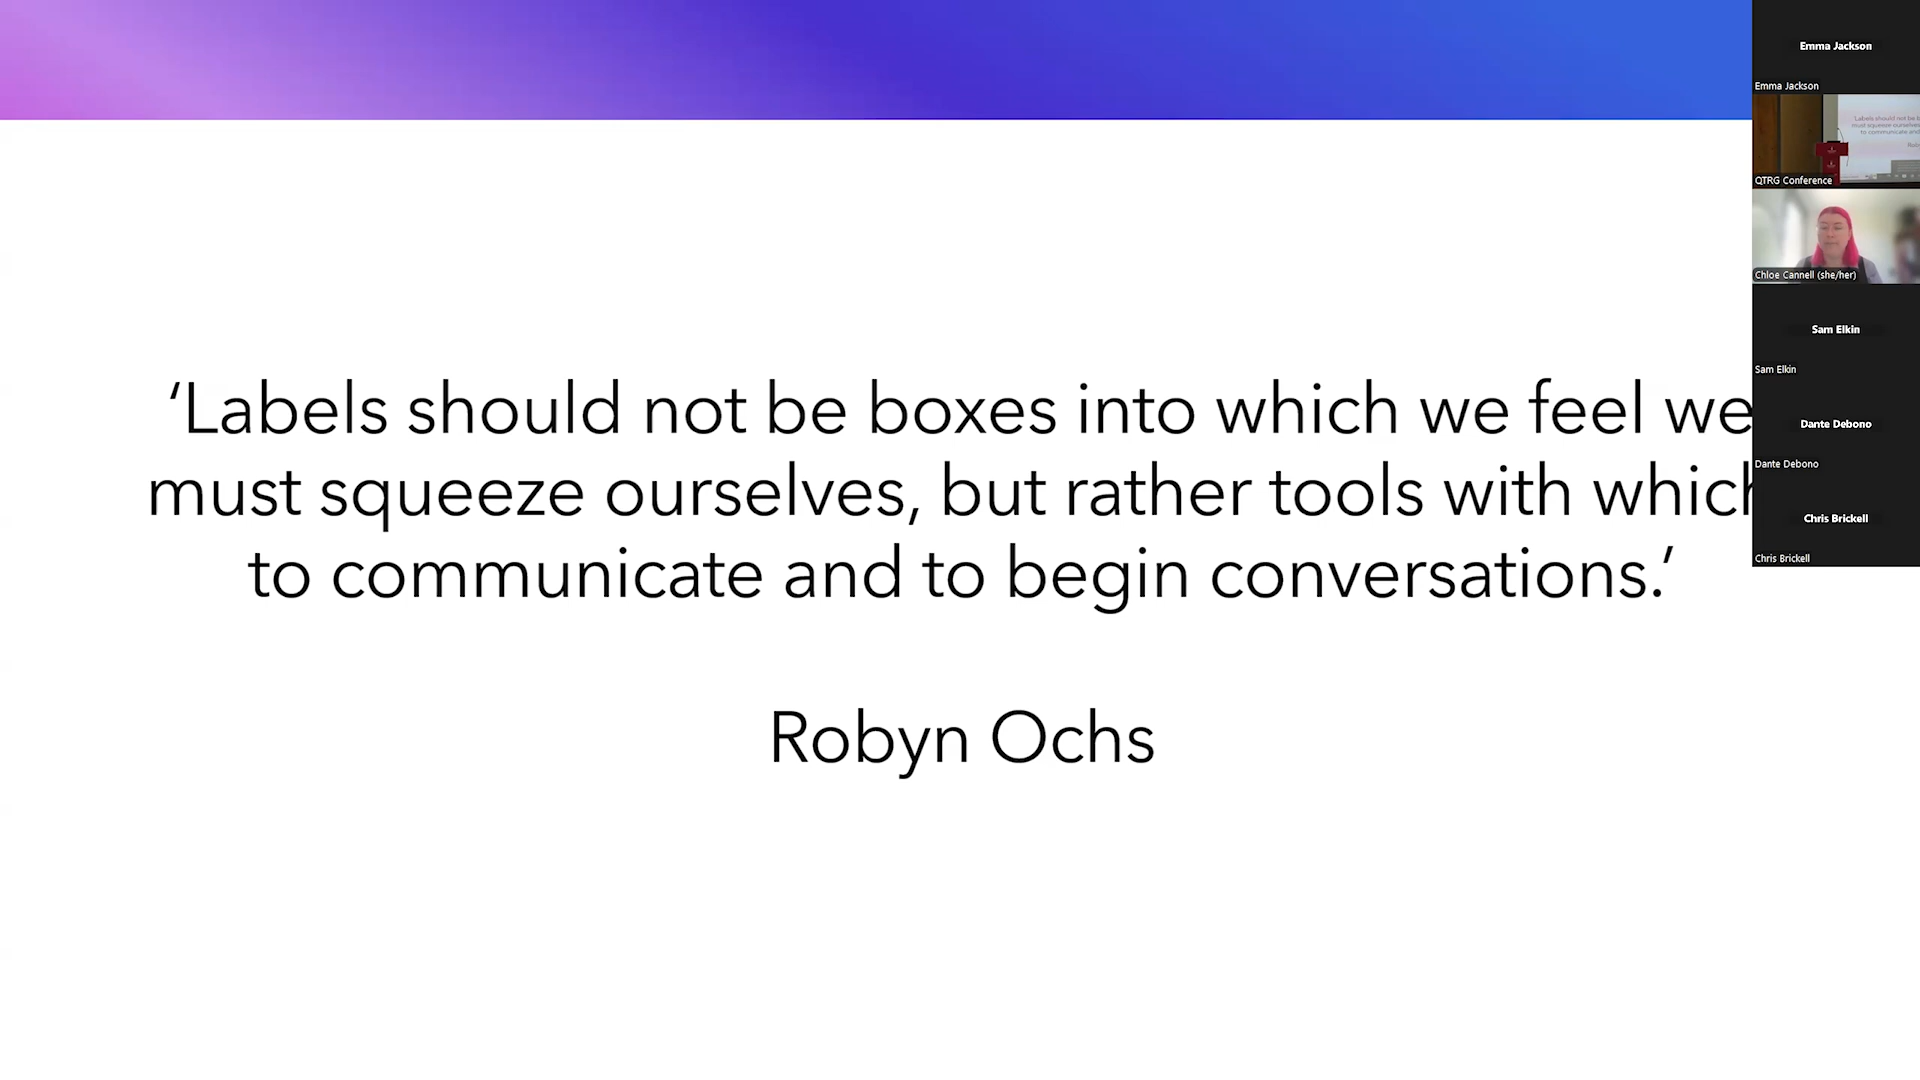 ‘Labels should not be boxes into which we feel we
must squeeze ourselves, but rather tools with which
to communicate and to begin conversations.’
Robyn Ochs
Emma Jackson
Emma Jackson
QTRG Conference
Chloe Cannell (she/her)
Sam Elkin
Sam Elkin
Dante Debono
Dante Debono
Chris Brickell
Chris Brickell